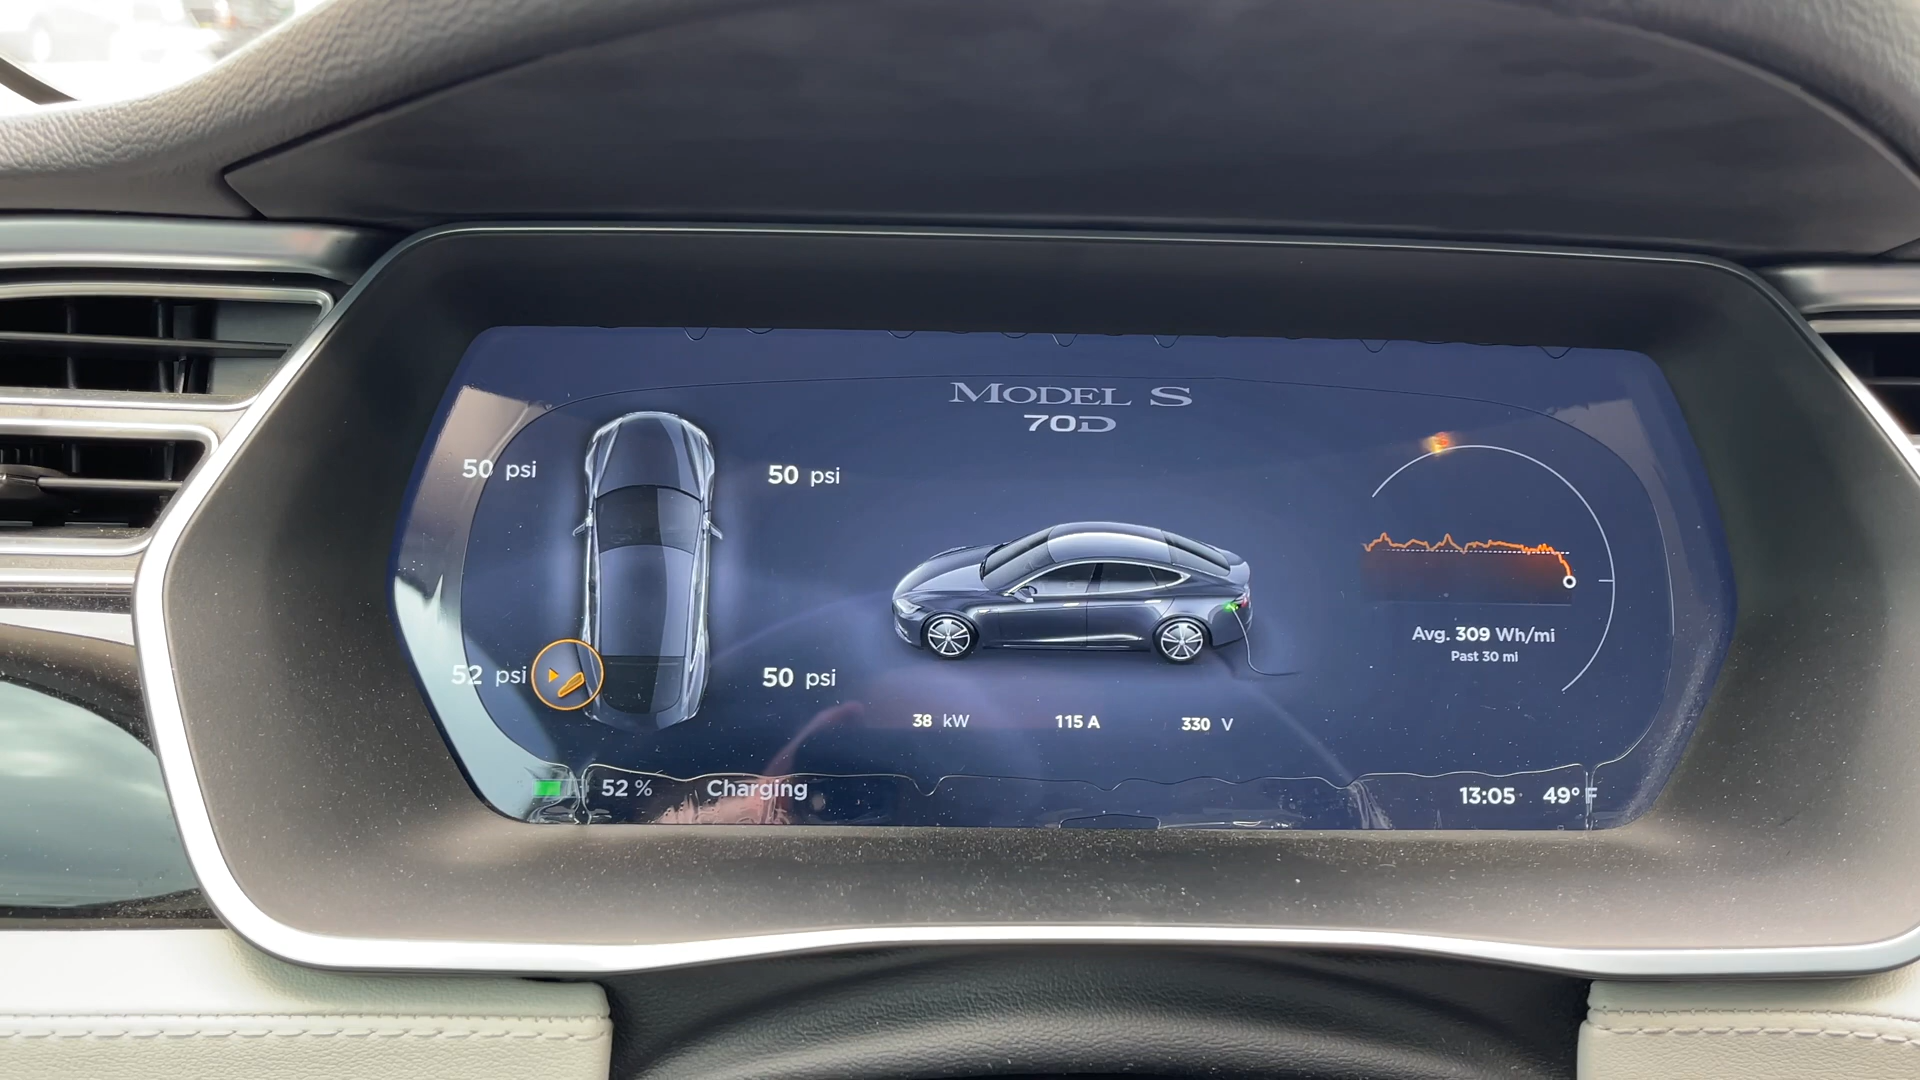 MODEL S
70D
50 psi
50 psi
52 psi
50 psi
38 kW
115 A
330 V
Avg. 309 Wh/mi
Past 30 mi
52 %
Charging
13:05
49° F